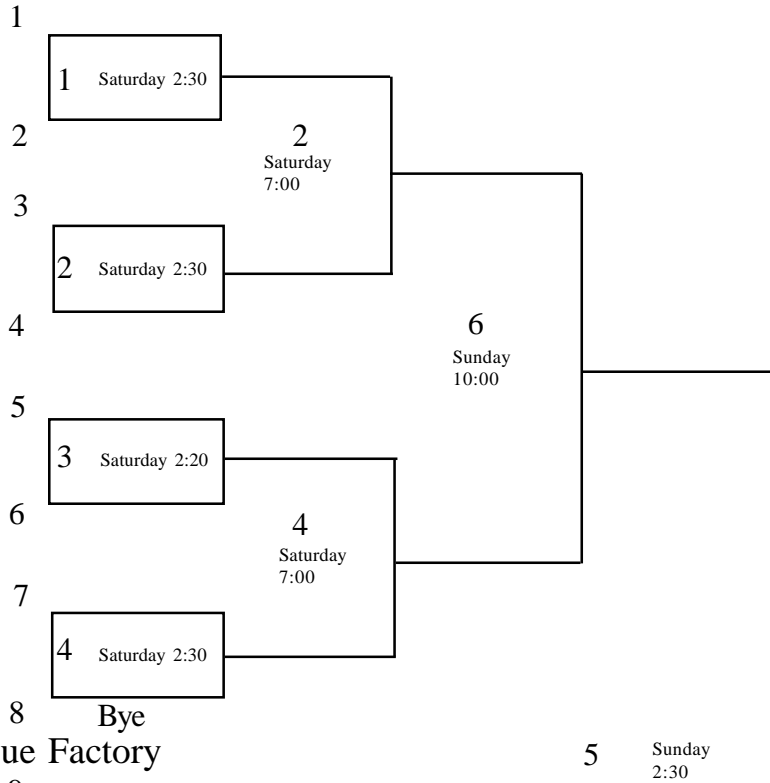 1
1 Saturday 2:30
2
2
Saturday
7:00
3
2 Saturday 2:30
4
6
Sunday
10:00
5
3 Saturday 2:20
6
4
Saturday
7:00
7
4 Saturday 2:30
8 Bye
ue Factory
5 Sunday
2:30